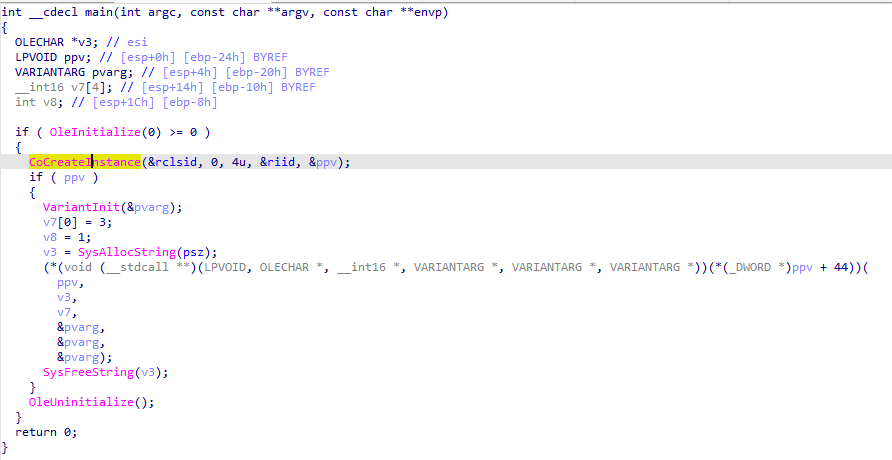 int __cdecl main(int argc, const char **argv, const char **envp)
{
  OLECHAR *v3; // esi
  LPVOID ppv; // [esp+0h] [ebp-24h] BYREF
  VARIANTARG pvarg; // [esp+4h] [ebp-20h] BYREF
  __int16 v7[4]; // [esp+14h] [ebp-10h] BYREF
  int v8; // [esp+1Ch] [ebp-8h]

  if ( OleInitialize(0) >= 0 )
  {
    CoCreateInstance(&rclsid, 0, 4u, &riid, &ppv);
    if ( ppv )
    {
      VariantInit(&pvarg);
      v7[0] = 3;
      v8 = 1;
      v3 = SysAllocString(psz);
      (*(void (__stdcall **)(LPVOID, OLECHAR *, __int16 *, VARIANTARG *, VARIANTARG *, VARIANTARG *))(*(_DWORD *)ppv + 44))(
        ppv,
        v3,
        v7,
        &pvarg,
        &pvarg,
        &pvarg);
      SysFreeString(v3);
    }
    OleUninitialize();
  }
  return 0;
}